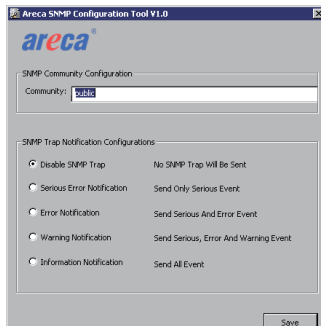 Areca SNMP Configuration Tool V1.0
areca®
SNMP Community Configuration
Community: public
SNMP Trap Notification Configurations
Disable SNMP Trap No SNMP Trap Will Be Sent
Serious Error Notification Send Only Serious Event
Error Notification Send Serious And Error Event
Warning Notification Send Serious, Error And Warning Event
Information Notification Send All Event
Save